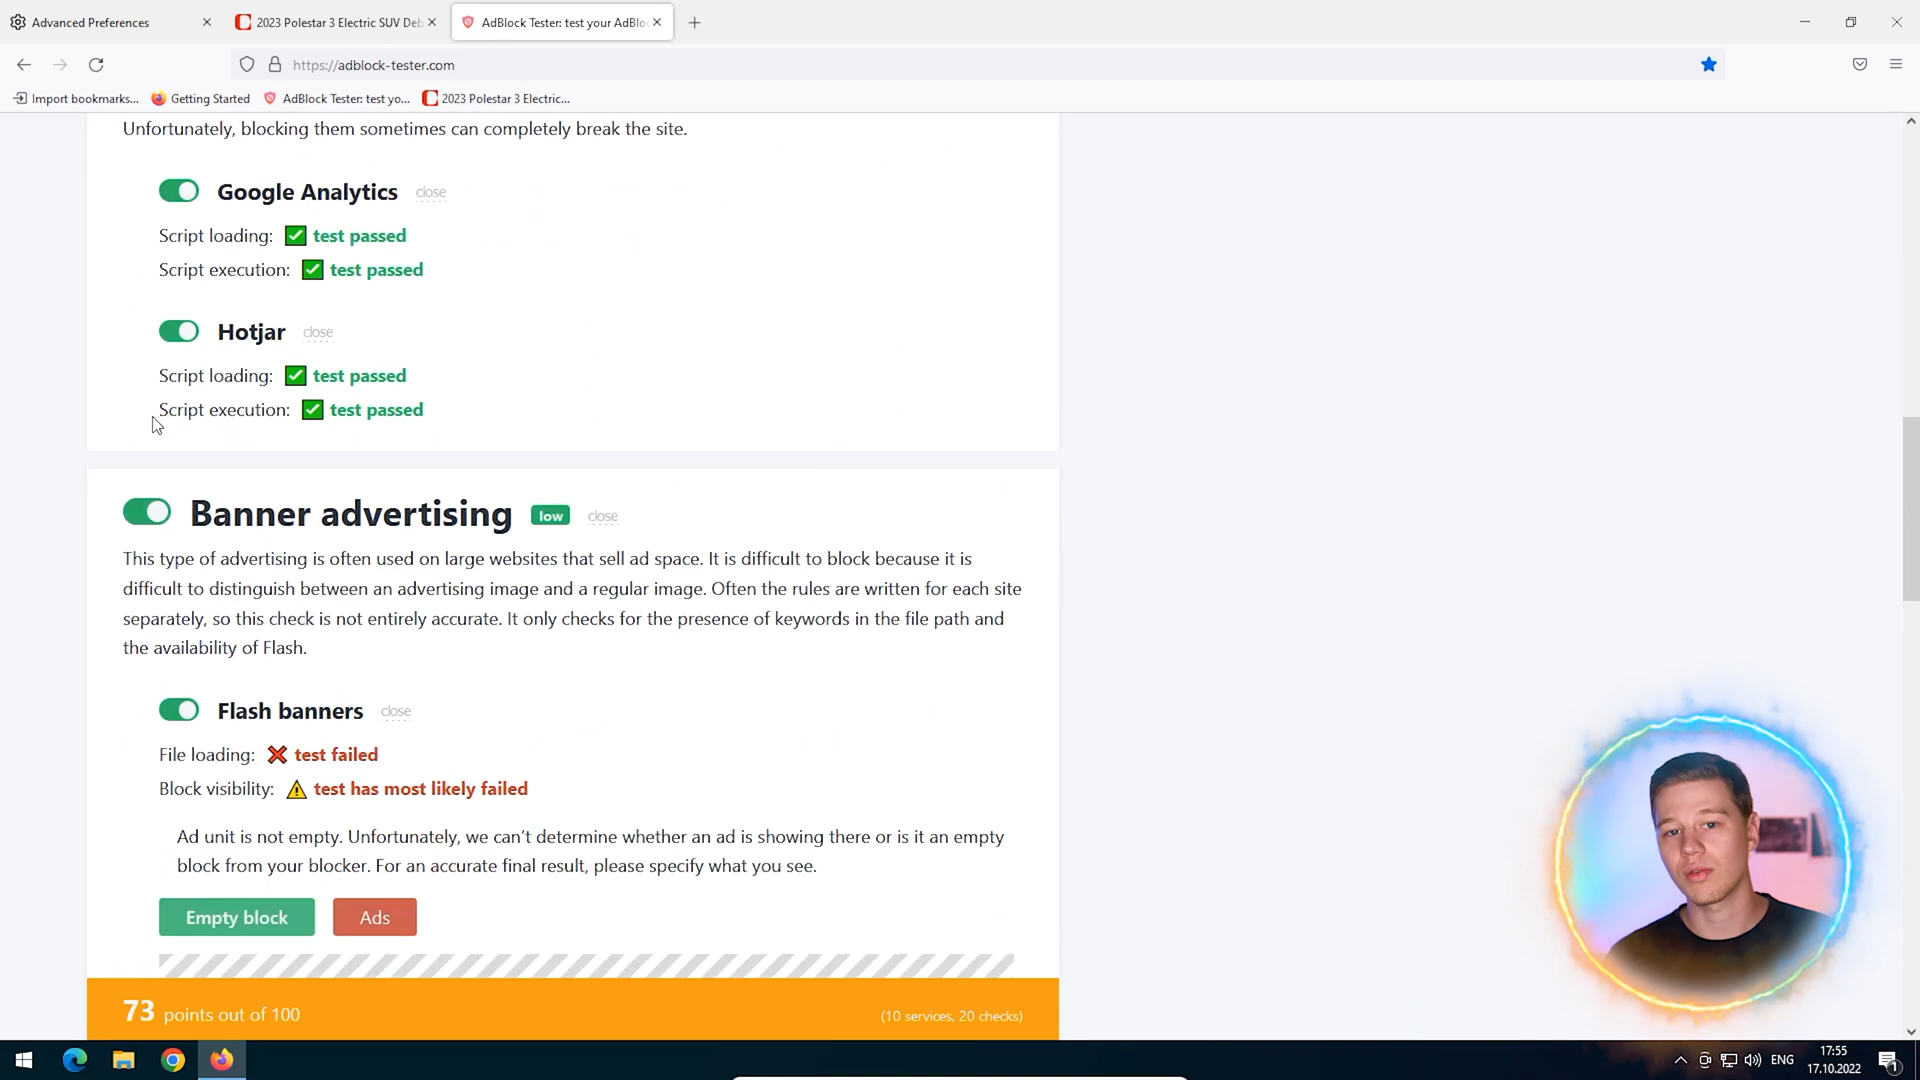 Advanced Preferences
2023 Polestar 3 Electric SUV Deb
AdBlock Tester: test your AdBloc
https://adblock-tester.com
Import bookmarks...
Getting Started
AdBlock Tester: test yo...
2023 Polestar 3 Electric...
Unfortunately, blocking them sometimes can completely break the site.
Google Analytics close
Script loading: test passed
Script execution: test passed
Hotjar close
Script loading: test passed
Script execution: test passed
Banner advertising low close
This type of advertising is often used on large websites that sell ad space. It is difficult to block because it is
difficult to distinguish between an advertising image and a regular image. Often the rules are written for each site
separately, so this check is not entirely accurate. It only checks for the presence of keywords in the file path and
the availability of Flash.
Flash banners close
File loading: test failed
Block visibility: test has most likely failed
Ad unit is not empty. Unfortunately, we can't determine whether an ad is showing there or is it an empty
block from your blocker. For an accurate final result, please specify what you see.
Empty block
Ads
73 points out of 100
(10 services, 20 checks)
ENG
17:55
17.10.2022
1